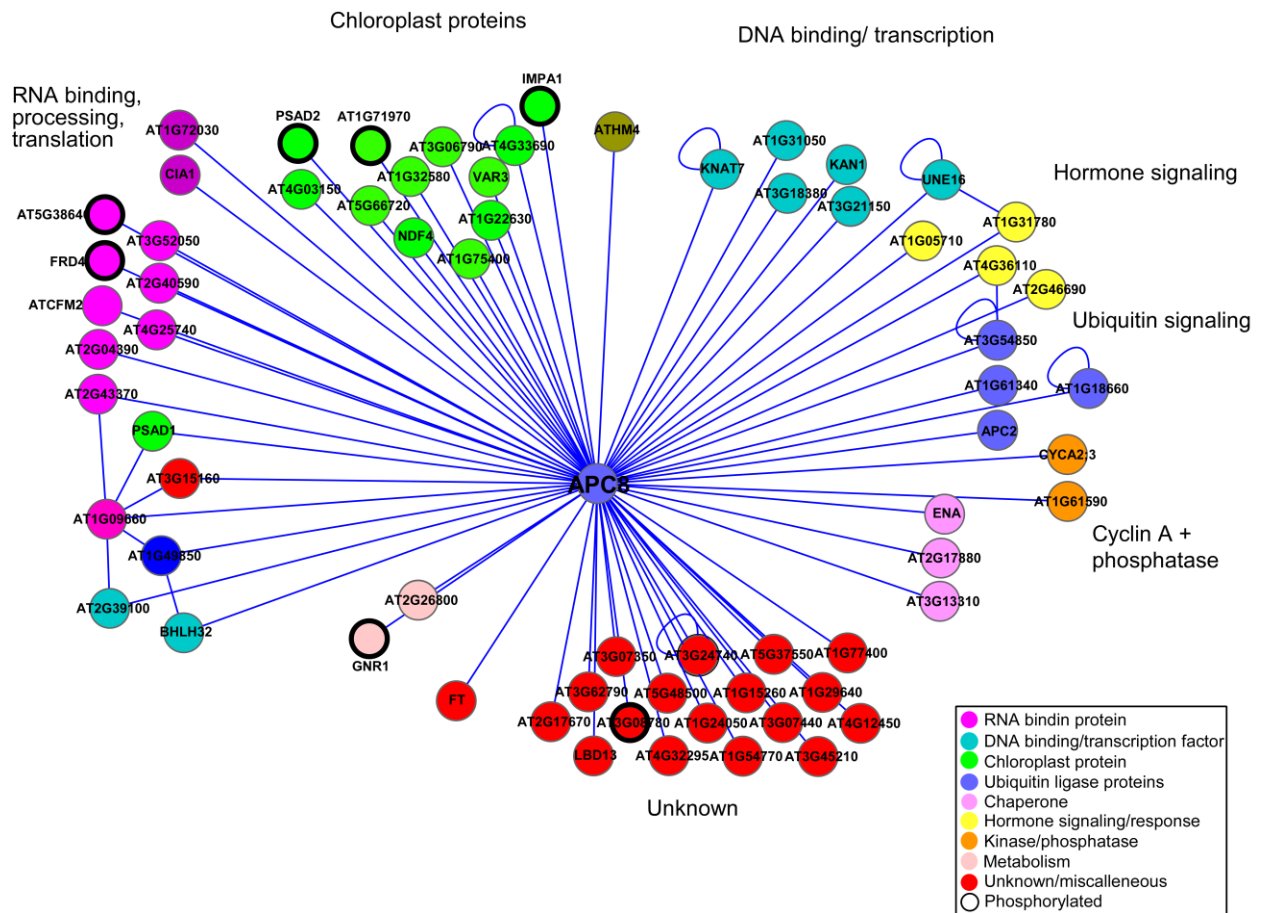 Chloroplast proteins
DNA binding/ transcription
RNA binding,
processing,
translation
IMPA1
PSAD2
AT1G71970
AT1G72030
ATHM4
AT1G31050
AT3G06790
AT4G33690
CIA1
AT4G03150
AT1G32580
VAR3
KNAT7
KAN1
UNE16
Hormone signaling
AT5G66720
AT3G18380
AT3G21150
AT5G38640
AT1G22630
AT1G31780
AT3G52050
NDF4
AT1G05710
FRD4
AT1G75400
AT4G36110
AT2G40590
AT2G46690
ATCFM2
AT4G25740
Ubiquitin signaling
AT2G04390
AT3G54850
AT2G43370
AT1G61340
AT1G18660
PSAD1
APC2
CYCA2;3
AT3G15160
APC8
AT1G61590
AT1G09660
ENA
Cyclin A +
phosphatase
AT1G49850
AT2G17880
AT2G39100
AT2G26800
AT3G13310
BHLH32
GNR1
AT3G07350
AT3G24740
AT5G37550
AT1G77400
FT
AT3G62790
AT5G48500
AT1G15260
AT1G29640
AT2G17670
AT3G08780
AT1G24050
AT3G07440
AT4G12450
LBD13
AT4G32295
AT1G54770
AT3G45210
Unknown
RNA bindin protein
DNA binding/transcription factor
Chloroplast protein
Ubiquitin ligase proteins
Chaperone
Hormone signaling/response
Kinase/phosphatase
Metabolism
Unknown/miscalleneous
Phosphorylated